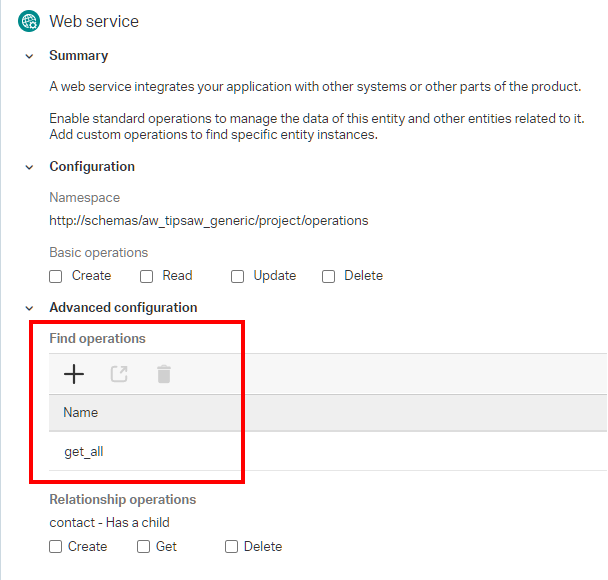 Web service
Summary
A web service integrates your application with other systems or other parts of the product.
Enable standard operations to manage the data of this entity and other entities related to it.
Add custom operations to find specific entity instances.
Configuration
Namespace
http://schemas/aw_tipsaw_generic/project/operations
Basic operations
Create Read Update Delete
Advanced configuration
Find operations
Name
get_all
Relationship operations
contact - Has a child
Create Get Delete